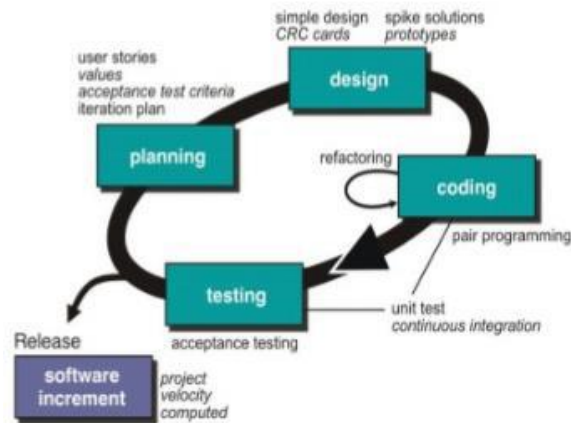 simple design
CRC cards
spike solutions
prototypes
design
user stories
values
acceptance test criteria
iteration plan
planning
refactoring
coding
pair programming
testing
unit test
continuous integration
acceptance testing
Release
software
increment
project
velocity
computed